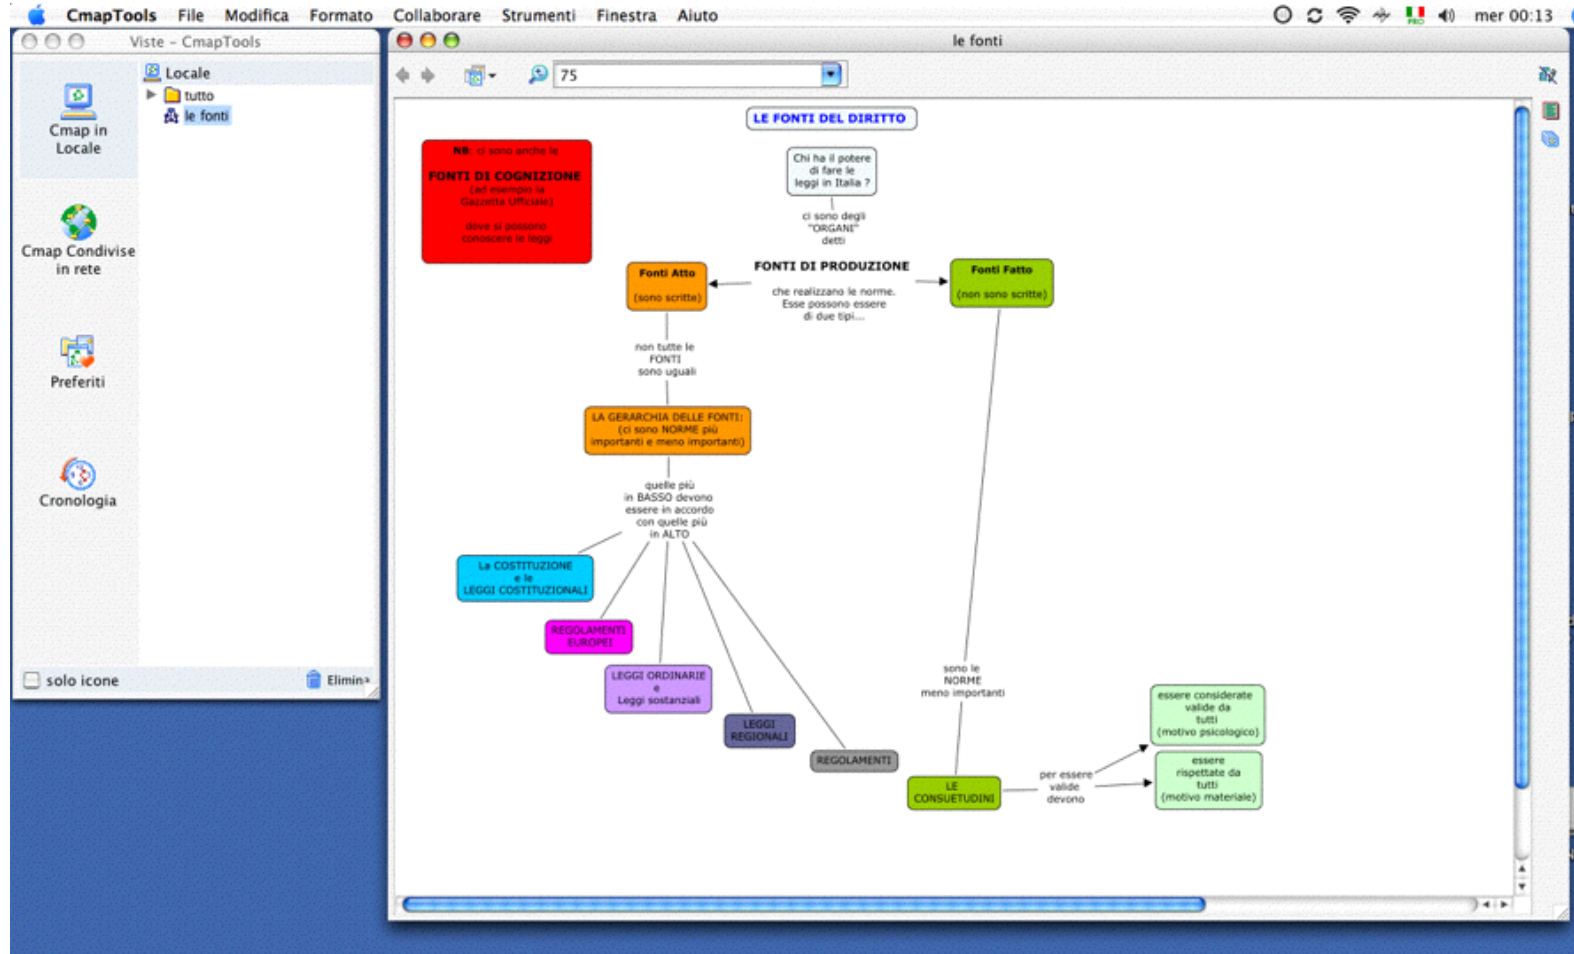 CmapTools File Modifica Formato Collaborare Strumenti Finestra Aiuto
mer 00:13
Viste – CmapTools
Cmap in
Locale
Cmap Condivise
in rete
Preferiti
Cronologia
Locale
tutto
le fonti
solo icone
Elimina
le fonti
75
LE FONTI DEL DIRITTO
NB: ci sono anche le
FONTI DI COGNIZIONE
(ad esempio la
Gazzetta Ufficiale)
dove si possono
conoscere le leggi
Chi ha il potere
di fare le
leggi in Italia ?
ci sono degli
"ORGANI"
detti
FONTI DI PRODUZIONE
che realizzano le norme.
Esse possono essere
di due tipi...
Fonti Atto
(sono scritte)
Fonti Fatto
(non sono scritte)
non tutte le
FONTI
sono uguali
LA GERARCHIA DELLE FONTI:
(ci sono NORME più
importanti e meno importanti)
quelle più
in BASSO devono
essere in accordo
con quelle più
in ALTO
La COSTITUZIONE
e le
LEGGI COSTITUZIONALI
REGOLAMENTI
EUROPEI
LEGGI ORDINARIE
e
Leggi sostanziali
LEGGI
REGIONALI
REGOLAMENTI
sono le
NORME
meno importanti
LE
CONSUETUDINI
per essere
valide
devono
essere considerate
valide da
tutti
(motivo psicologico)
essere
rispettate da
tutti
(motivo materiale)